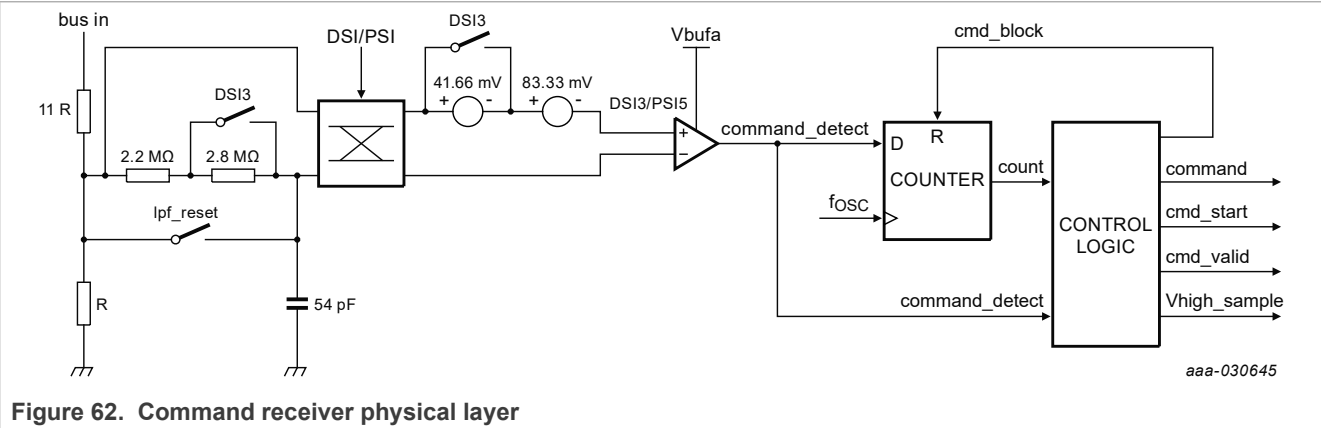 bus in
DSI/PSI
DSI3
Vbufa
cmd_block
11 R
DSI3
41.66 mV
83.33 mV
+ -
+ -
DSI3/PSI5
2.2 MΩ
2.8 MΩ
+
−
command_detect
D
R
COUNTER
count
command
lpf_reset
fOSC
CONTROL
LOGIC
cmd_start
cmd_valid
R
54 pF
command_detect
Vhigh_sample
aaa-030645
Figure 62. Command receiver physical layer